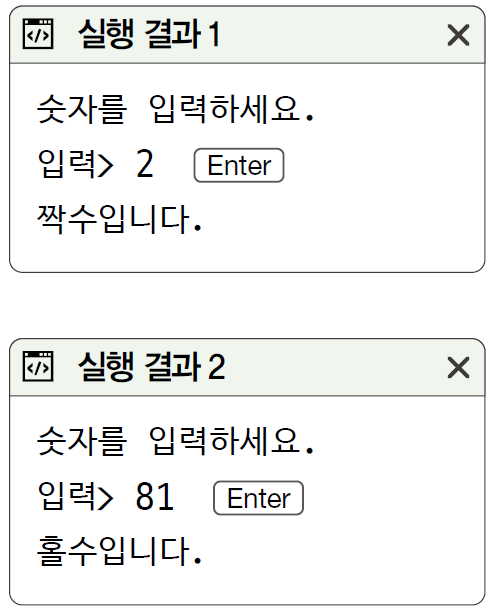 실행 결과 1
숫자를 입력하세요.
입력> 2 Enter
짝수입니다.
실행 결과 2
숫자를 입력하세요.
입력> 81 Enter
홀수입니다.